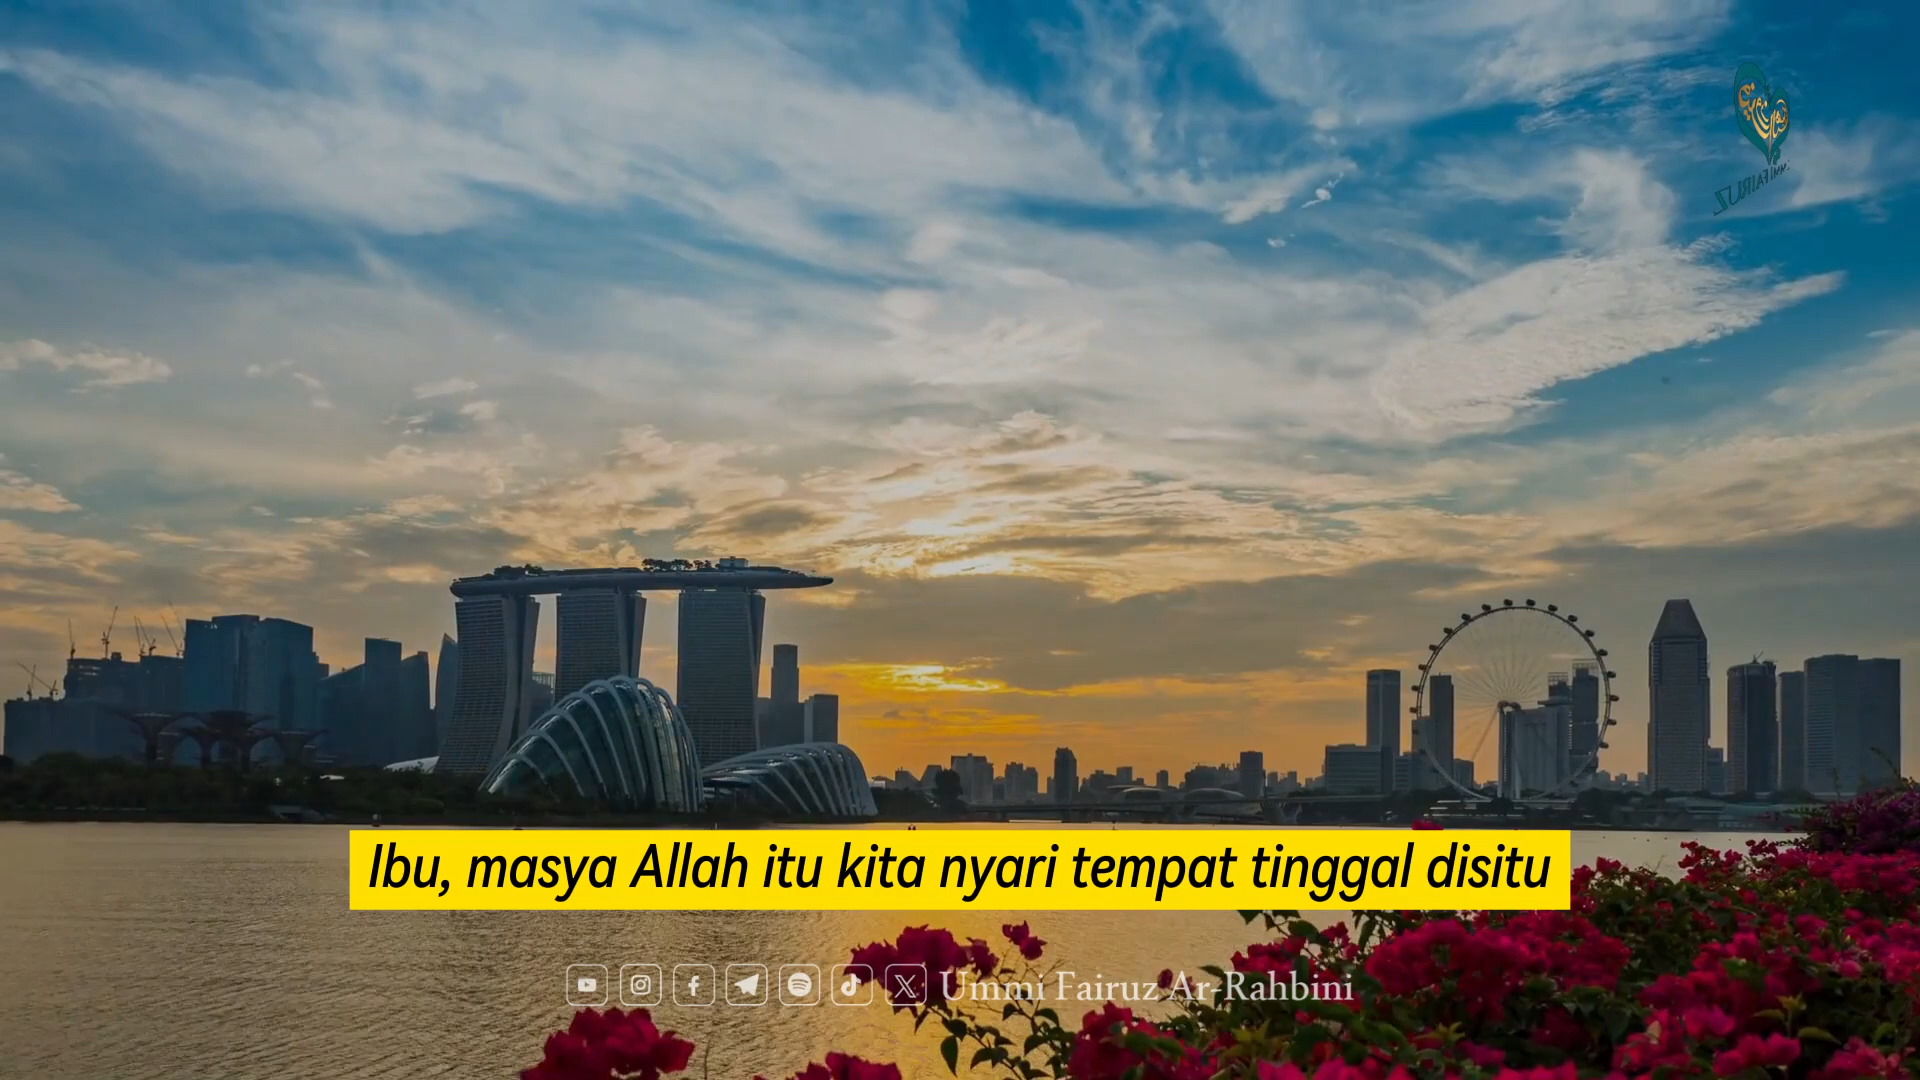 Ibu, masya Allah itu kita nyari tempat tinggal disitu
Ummi Fairuz Ar-Rahbini